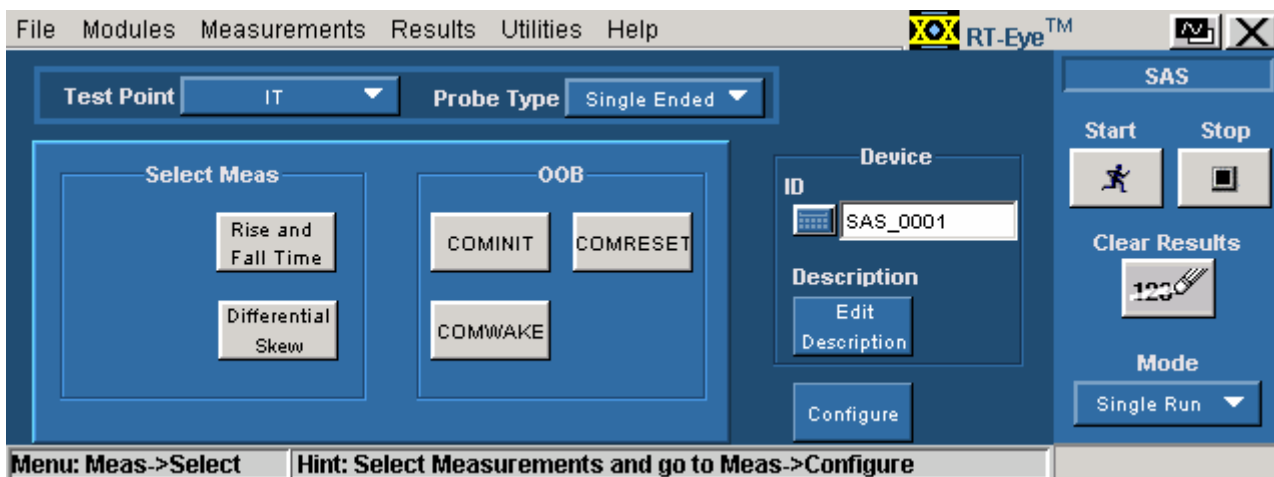 File Modules Measurements Results Utilities Help RT-Eye™
Test Point IT Probe Type Single Ended
Select Meas
Rise and
Fall Time
Differential
Skew
OOB
COMINIT COMRESET
COMWAKE
Device
ID
SAS_0001
Description
Edit
Description
Configure
SAS
Start Stop
Clear Results
123
Mode
Single Run
Menu: Meas->Select Hint: Select Measurements and go to Meas->Configure